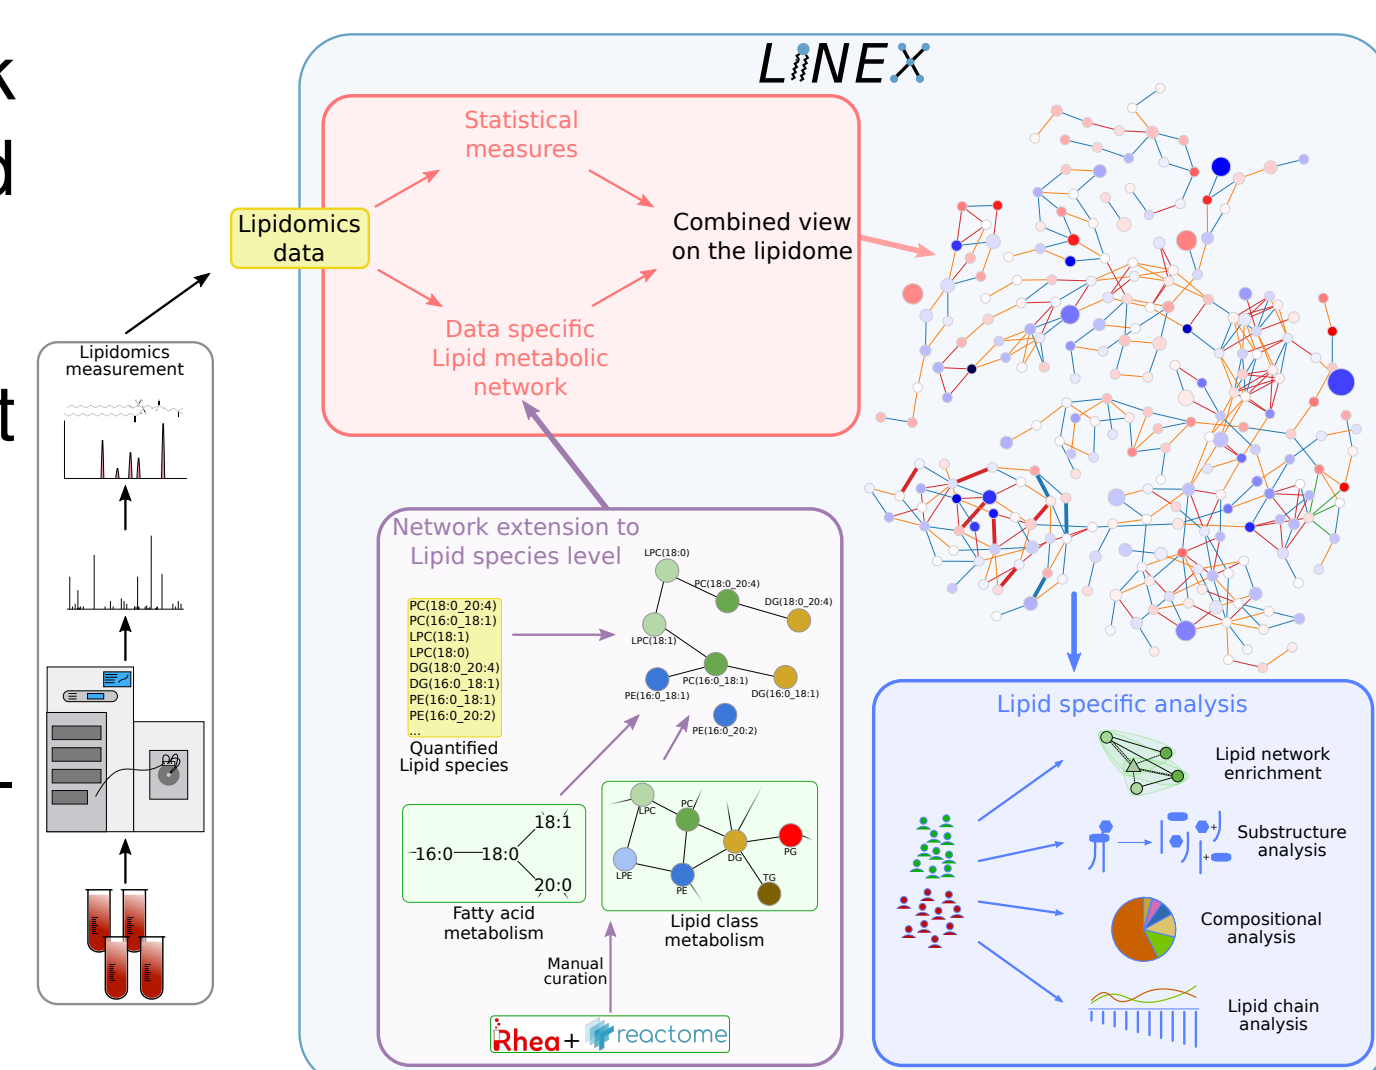 k
d
t
LiNEX
Statistical
measures
Lipidomics
data
Combined view
on the lipidome
Data specific
Lipid metabolic
network
Lipidomics
measurement
Network extension to
Lipid species level
PC(18:0_20:4)
PC(16:0_18:1)
LPC(18:1)
LPC(18:0)
DG(18:0_20:4)
DG(16:0_18:1)
PE(16:0_18:1)
PE(16:0_20:2)
...
Quantified
Lipid species
LPC(18:0)
PC(18:0_20:4)
DG(18:0_20:4)
LPC(18:1)
PC(16:0_18:1)
PE(16:0_18:1)
DG(16:0_18:1)
PE(16:0_20:2)
16:0
18:0
18:1
20:0
Fatty acid
metabolism
LPC
PC
DG
PG
LPE
PE
TG
Lipid class
metabolism
Manual
curation
Rhea + reactome
Lipid specific analysis
Lipid network
enrichment
Substructure
analysis
+
+
Compositional
analysis
Lipid chain
analysis